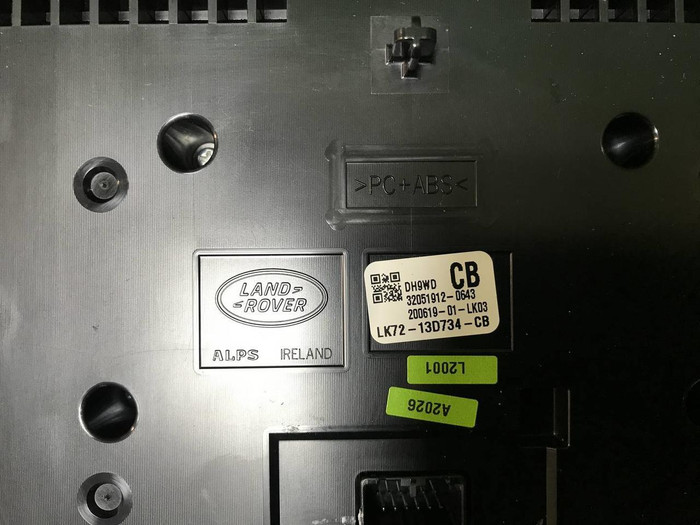 >PC+ABS<
LAND-
-ROVER
ALPS IRELAND
CB
DH9WD
32051912-0643
200619-01-LK03
LK72-13D734-CB
L2001
A2026